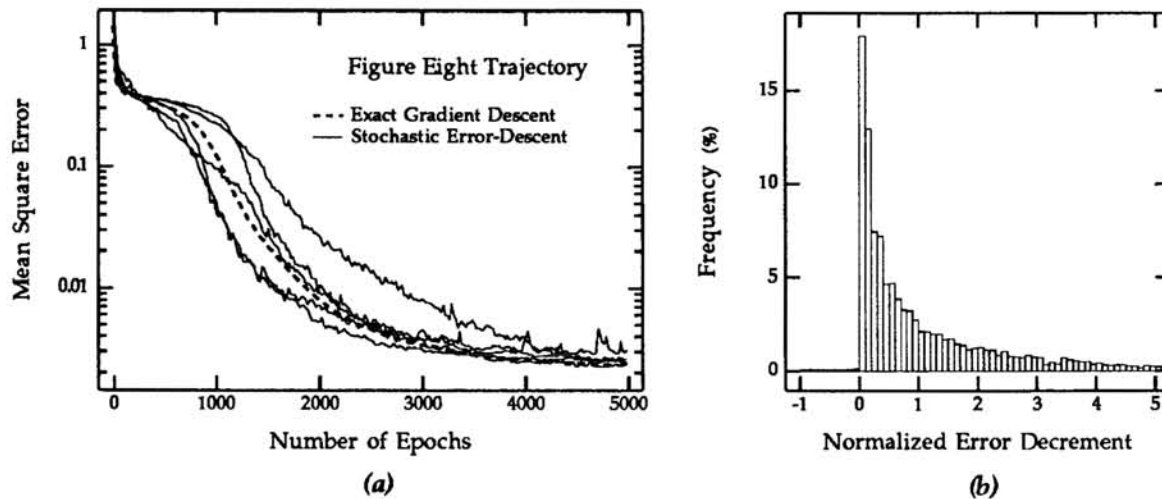 Mean Square Error
1
0.1
0.01
Figure Eight Trajectory
Exact Gradient Descent
Stochastic Error-Descent
0 1000 2000 3000 4000 5000
Number of Epochs
(a)
Frequency (%)
15
10
5
0
-1 0 1 2 3 4 5
Normalized Error Decrement
(b)